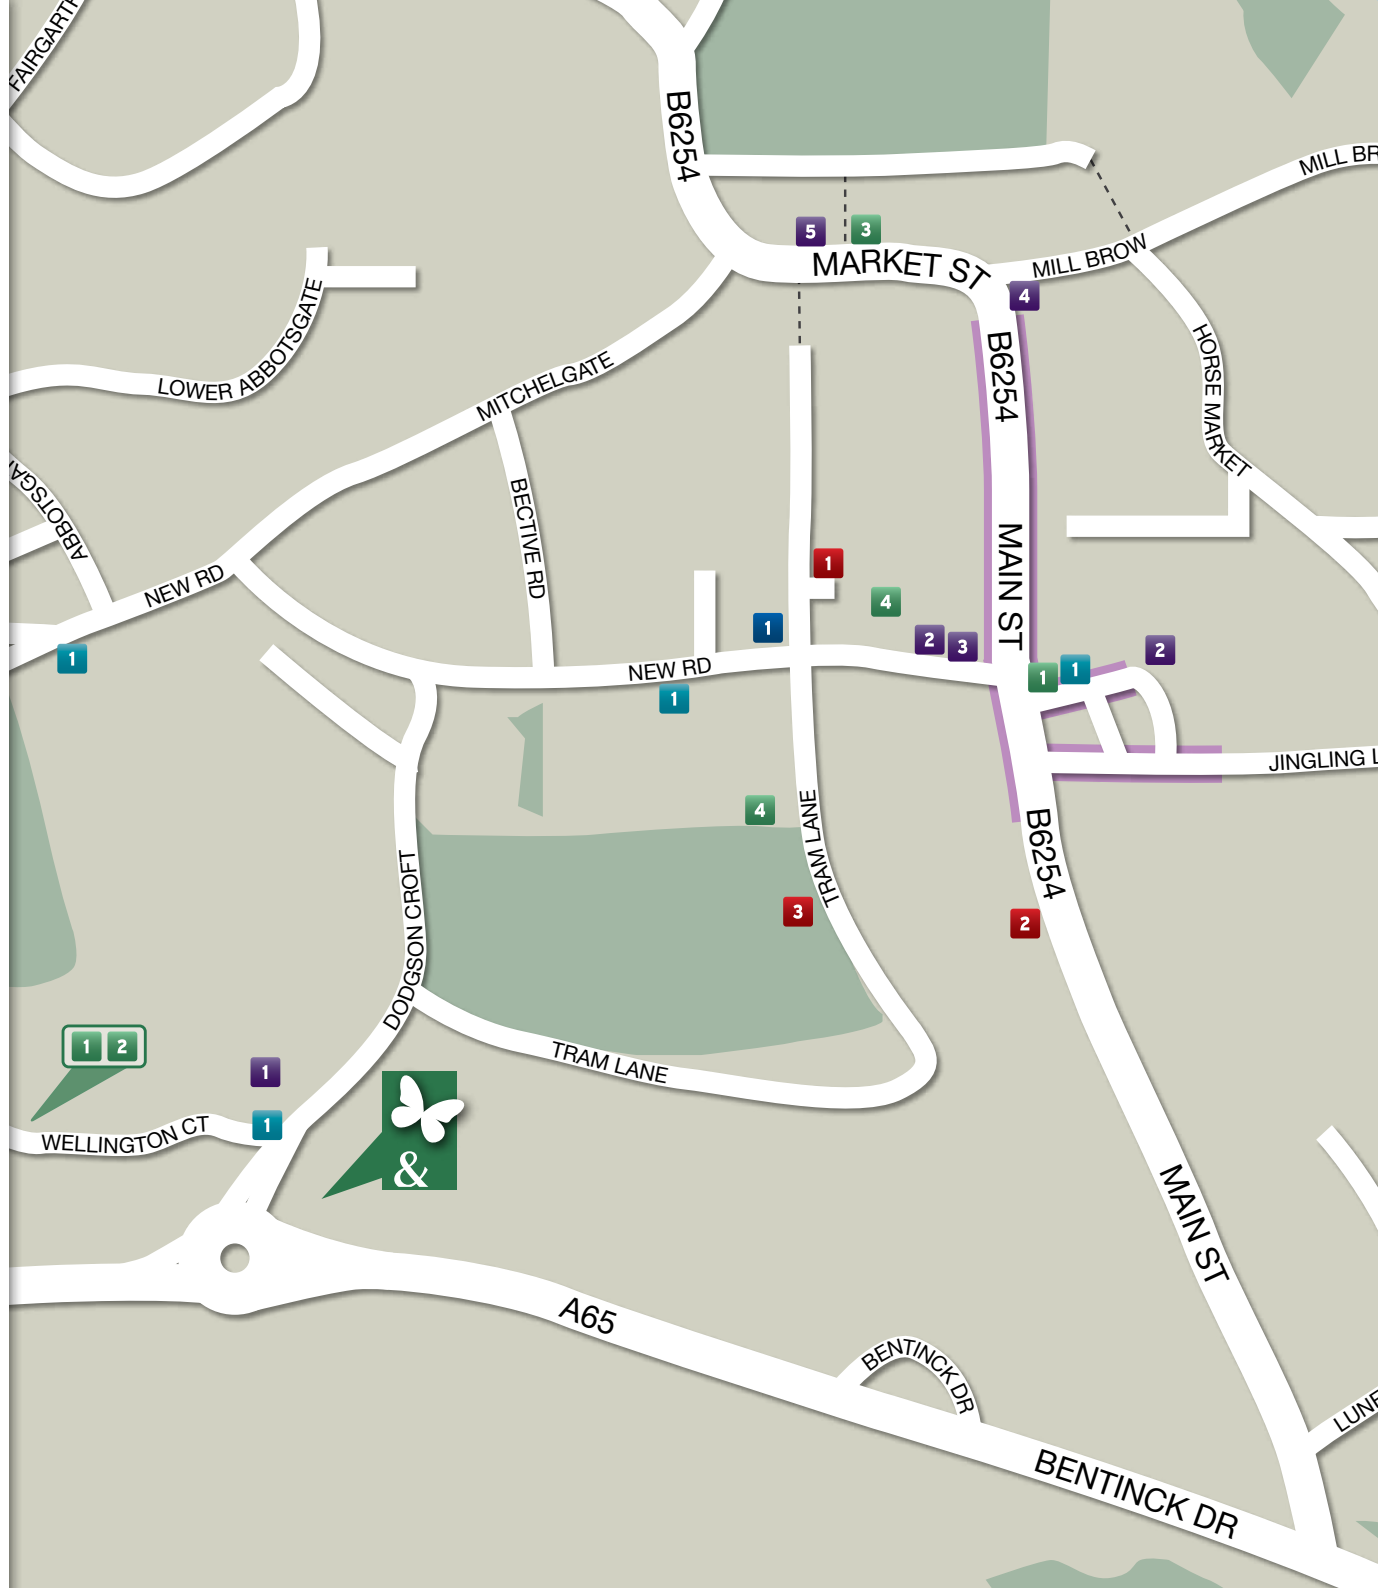 FAIRGARTH
B6254
MILL BR
5
3
MARKET ST
MILL BROW
4
LOWER ABBOTSGATE
B6254
HORSE MARKET
MITCHELGATE
ABBOTSGA
BECTIVE RD
MAIN ST
NEW RD
1
4
1
2
3
1
NEW RD
1
1
1
2
JINGLING L
4
TRAM LANE
B6254
DODGSON CROFT
3
2
1 2
1
TRAM LANE
WELLINGTON CT
1
&
MAIN ST
A65
BENTINCK DR
LUNE
BENTINCK DR